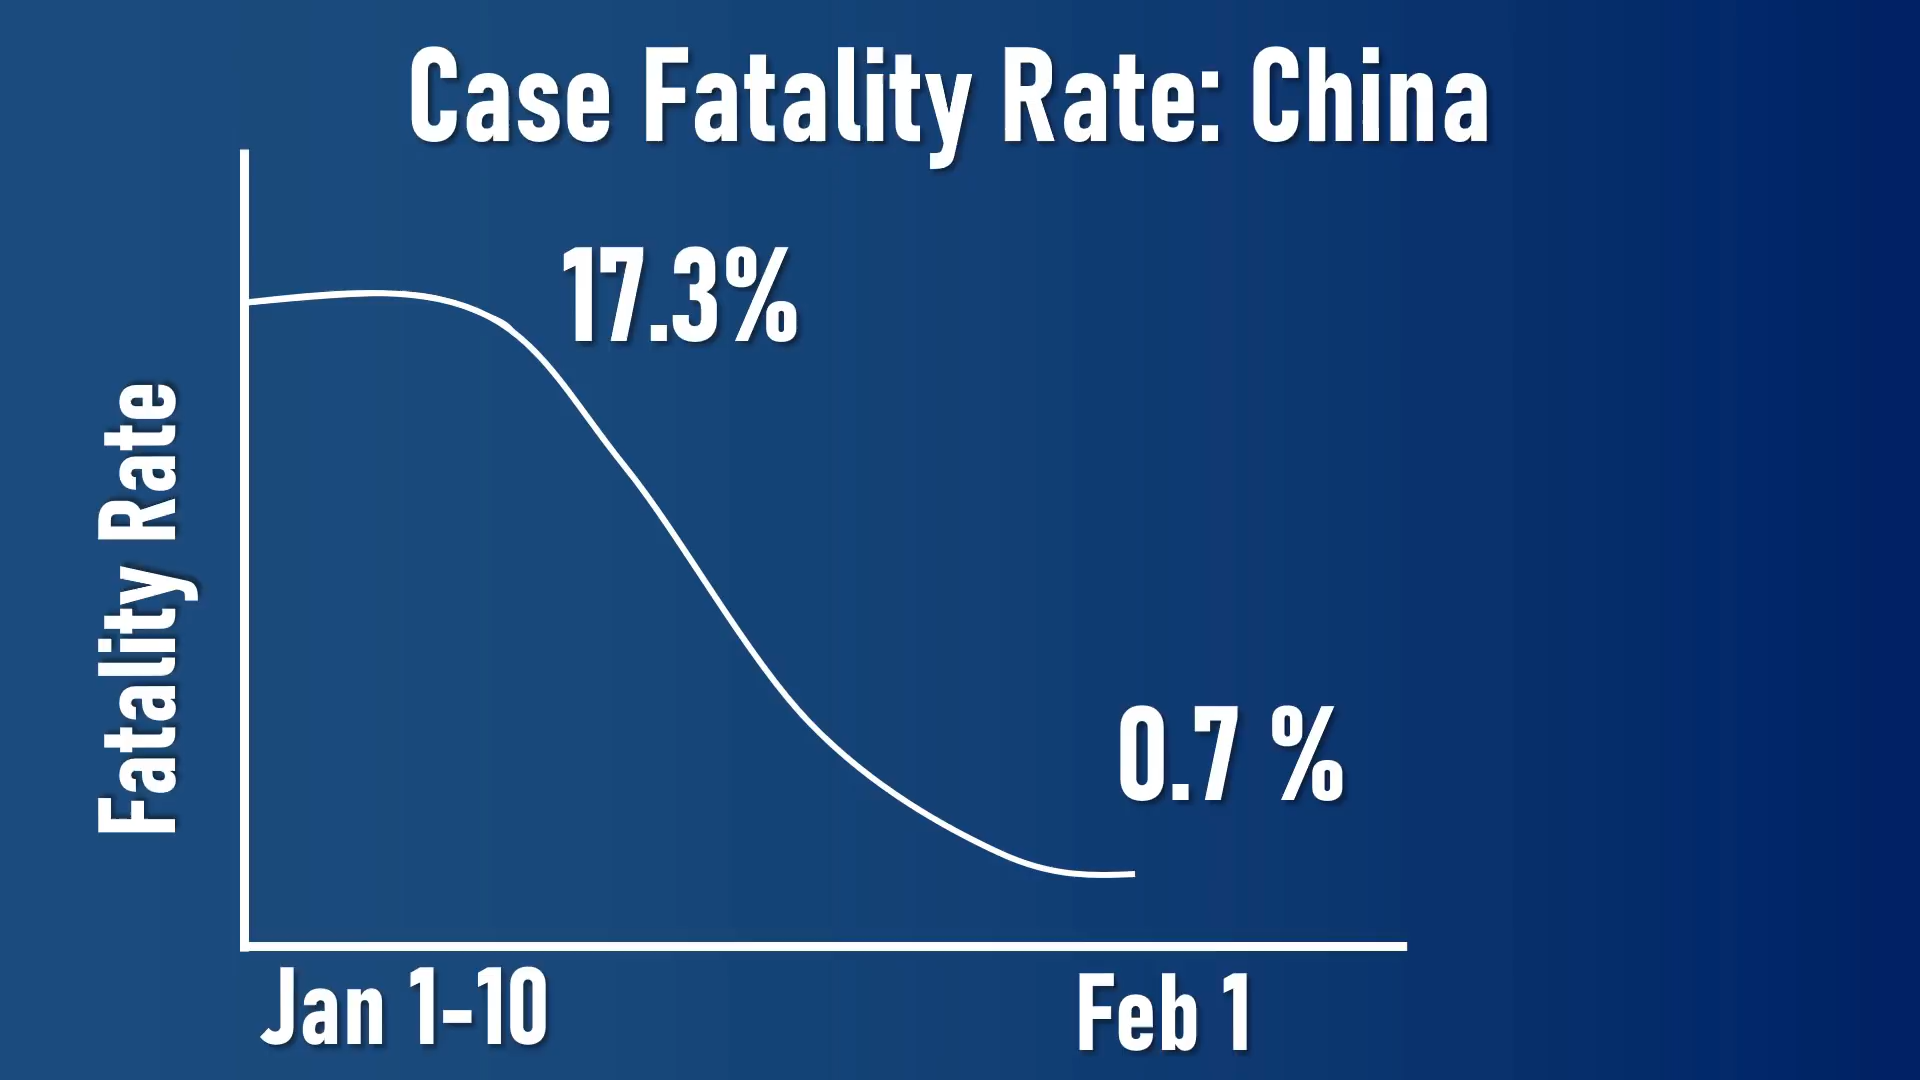 Case Fatality Rate: China
17.3%
Fatality Rate
0.7 %
Jan 1-10
Feb 1